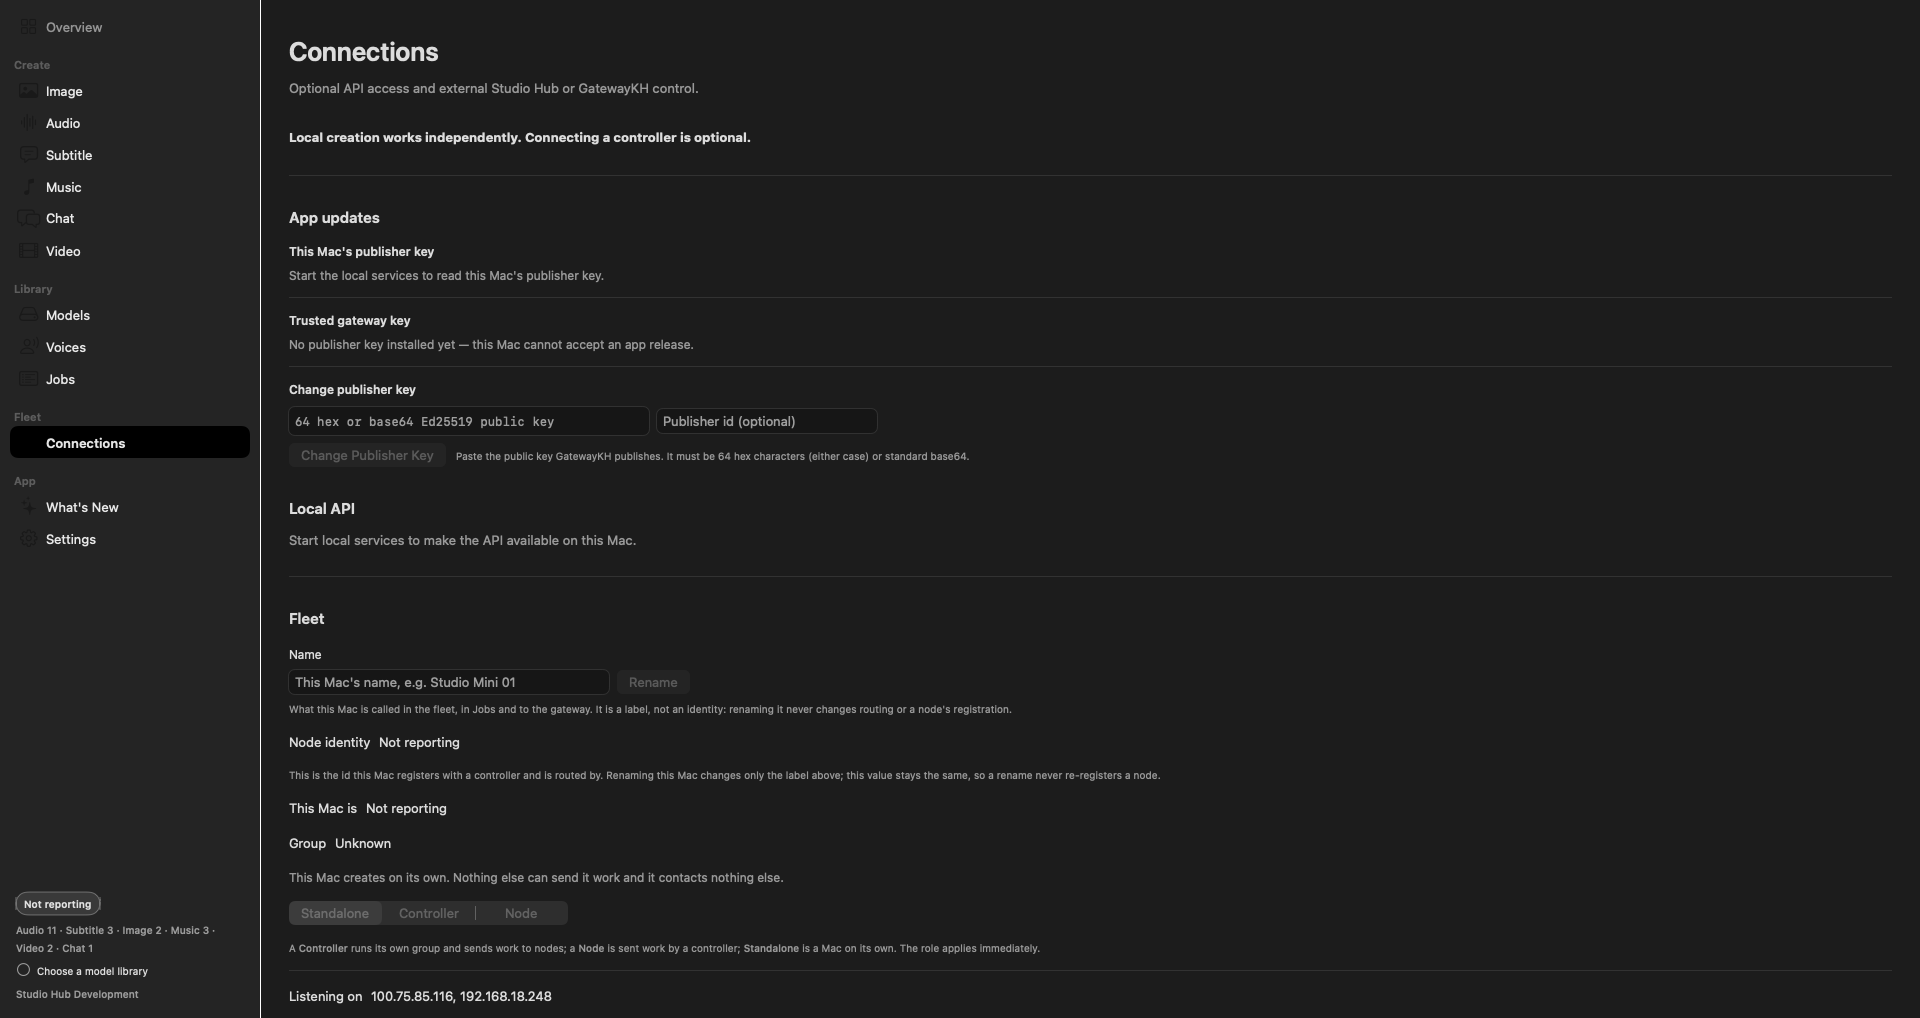 Overview
Create
Image
Audio
Subtitle
Music
Chat
Video
Library
Models
Voices
Jobs
Fleet
Connections
App
What's New
Settings
Not reporting
Audio 11 · Subtitle 3 · Image 2 · Music 3 ·
Video 2 · Chat 1
Choose a model library
Studio Hub Development
Connections
Optional API access and external Studio Hub or GatewayKH control.
Local creation works independently. Connecting a controller is optional.
App updates
This Mac's publisher key
Start the local services to read this Mac's publisher key.
Trusted gateway key
No publisher key installed yet — this Mac cannot accept an app release.
Change publisher key
64 hex or base64 Ed25519 public key Publisher id (optional)
Change Publisher Key Paste the public key GatewayKH publishes. It must be 64 hex characters (either case) or standard base64.
Local API
Start local services to make the API available on this Mac.
Fleet
Name
This Mac's name, e.g. Studio Mini 01 Rename
What this Mac is called in the fleet, in Jobs and to the gateway. It is a label, not an identity: renaming it never changes routing or a node's registration.
Node identity Not reporting
This is the id this Mac registers with a controller and is routed by. Renaming this Mac changes only the label above; this value stays the same, so a rename never re-registers a node.
This Mac is Not reporting
Group Unknown
This Mac creates on its own. Nothing else can send it work and it contacts nothing else.
Standalone Controller Node
A Controller runs its own group and sends work to nodes; a Node is sent work by a controller; Standalone is a Mac on its own. The role applies immediately.
Listening on 100.75.85.116, 192.168.18.248